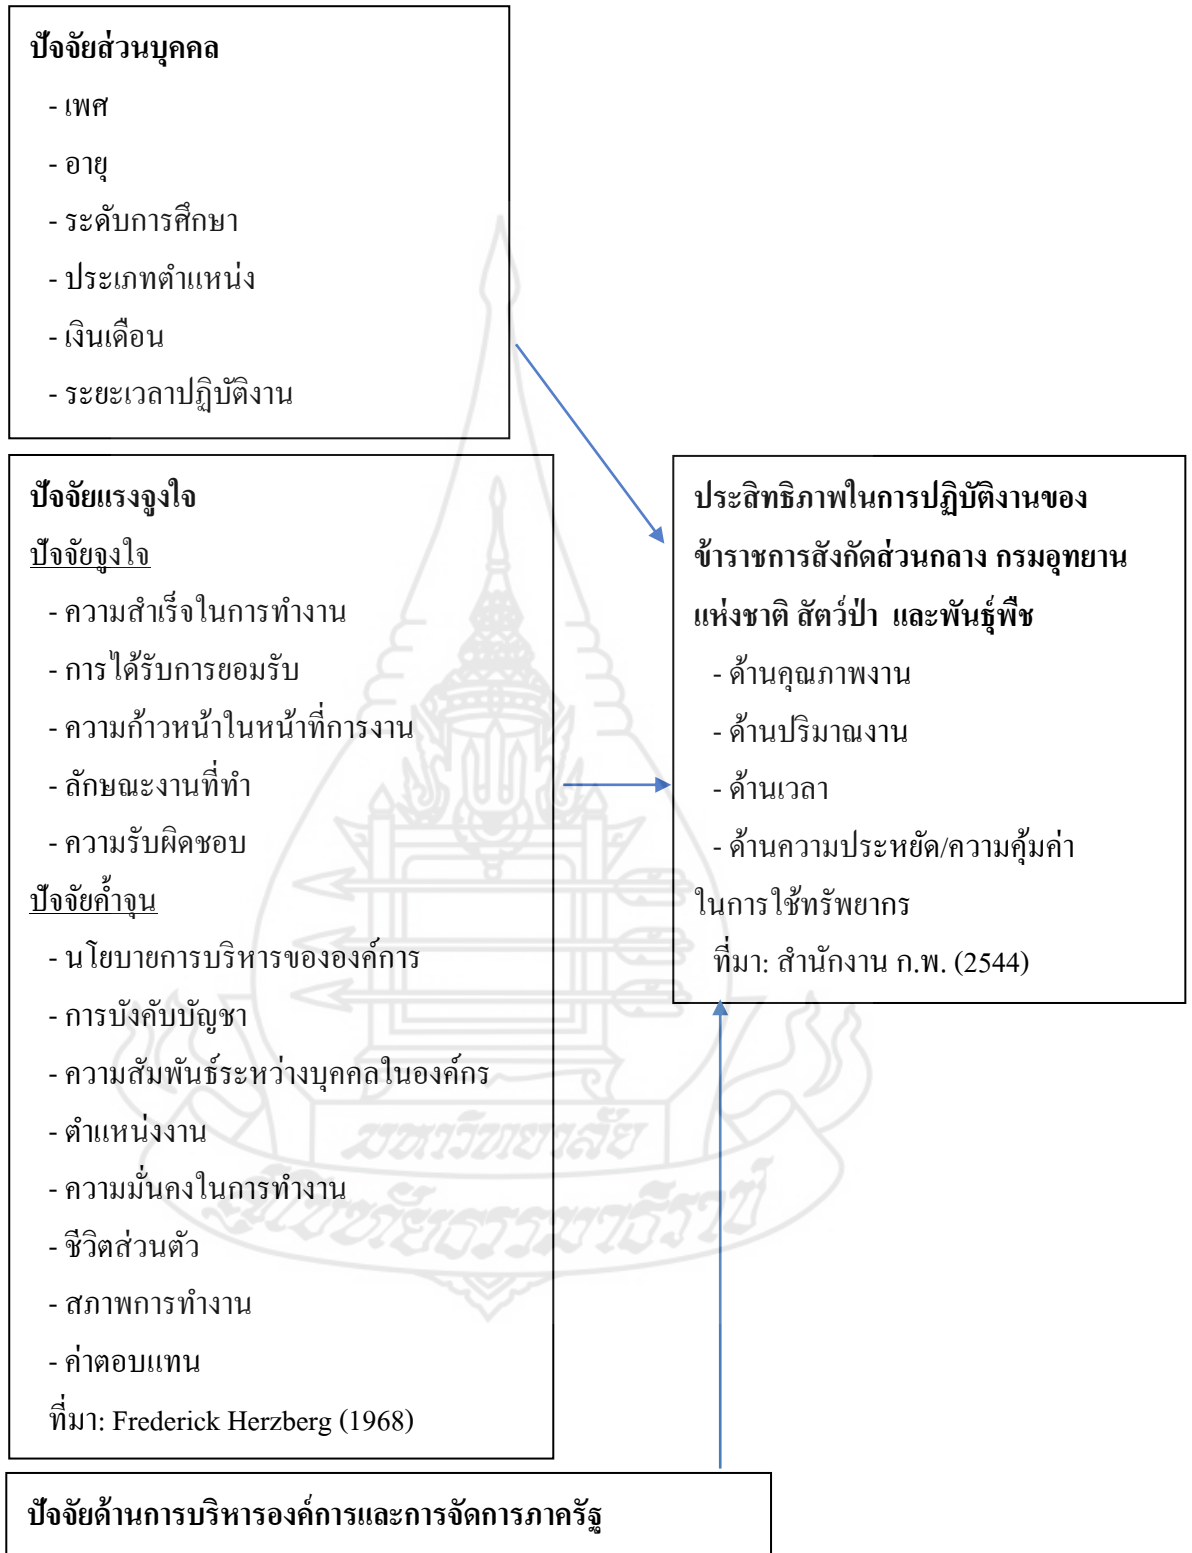 ปัจจัยส่วนบุคคล
- เพศ
- อายุ
- ระดับการศึกษา
- ประเภทตำแหน่ง
- เงินเดือน
- ระยะเวลาปฏิบัติงาน
ปัจจัยแรงจูงใจ
ปัจจัยจูงใจ
- ความสำเร็จในการทำงาน
- การได้รับการยอมรับ
- ความก้าวหน้าในหน้าที่การงาน
- ลักษณะงานที่ทำ
- ความรับผิดชอบ
ปัจจัยค้ำจุน
- นโยบายการบริหารขององค์การ
- การบังคับบัญชา
- ความสัมพันธ์ระหว่างบุคคลในองค์กร
- ตำแหน่งงาน
- ความมั่นคงในการทำงาน
- ชีวิตส่วนตัว
- สภาพการทำงาน
- ค่าตอบแทน
ที่มา: Frederick Herzberg (1968)
ประสิทธิภาพในการปฏิบัติงานของ
ข้าราชการสังกัดส่วนกลาง กรมอุทยาน
แห่งชาติ สัตว์ป่า และพันธุ์พืช
- ด้านคุณภาพงาน
- ด้านปริมาณงาน
- ด้านเวลา
- ด้านความประหยัด/ความคุ้มค่า
ในการใช้ทรัพยากร
ที่มา: สำนักงาน ก.พ. (2544)
ปัจจัยด้านการบริหารองค์การและการจัดการภาครัฐ
มหาวิทยาลัย
สุโขทัยธรรมาธิราช